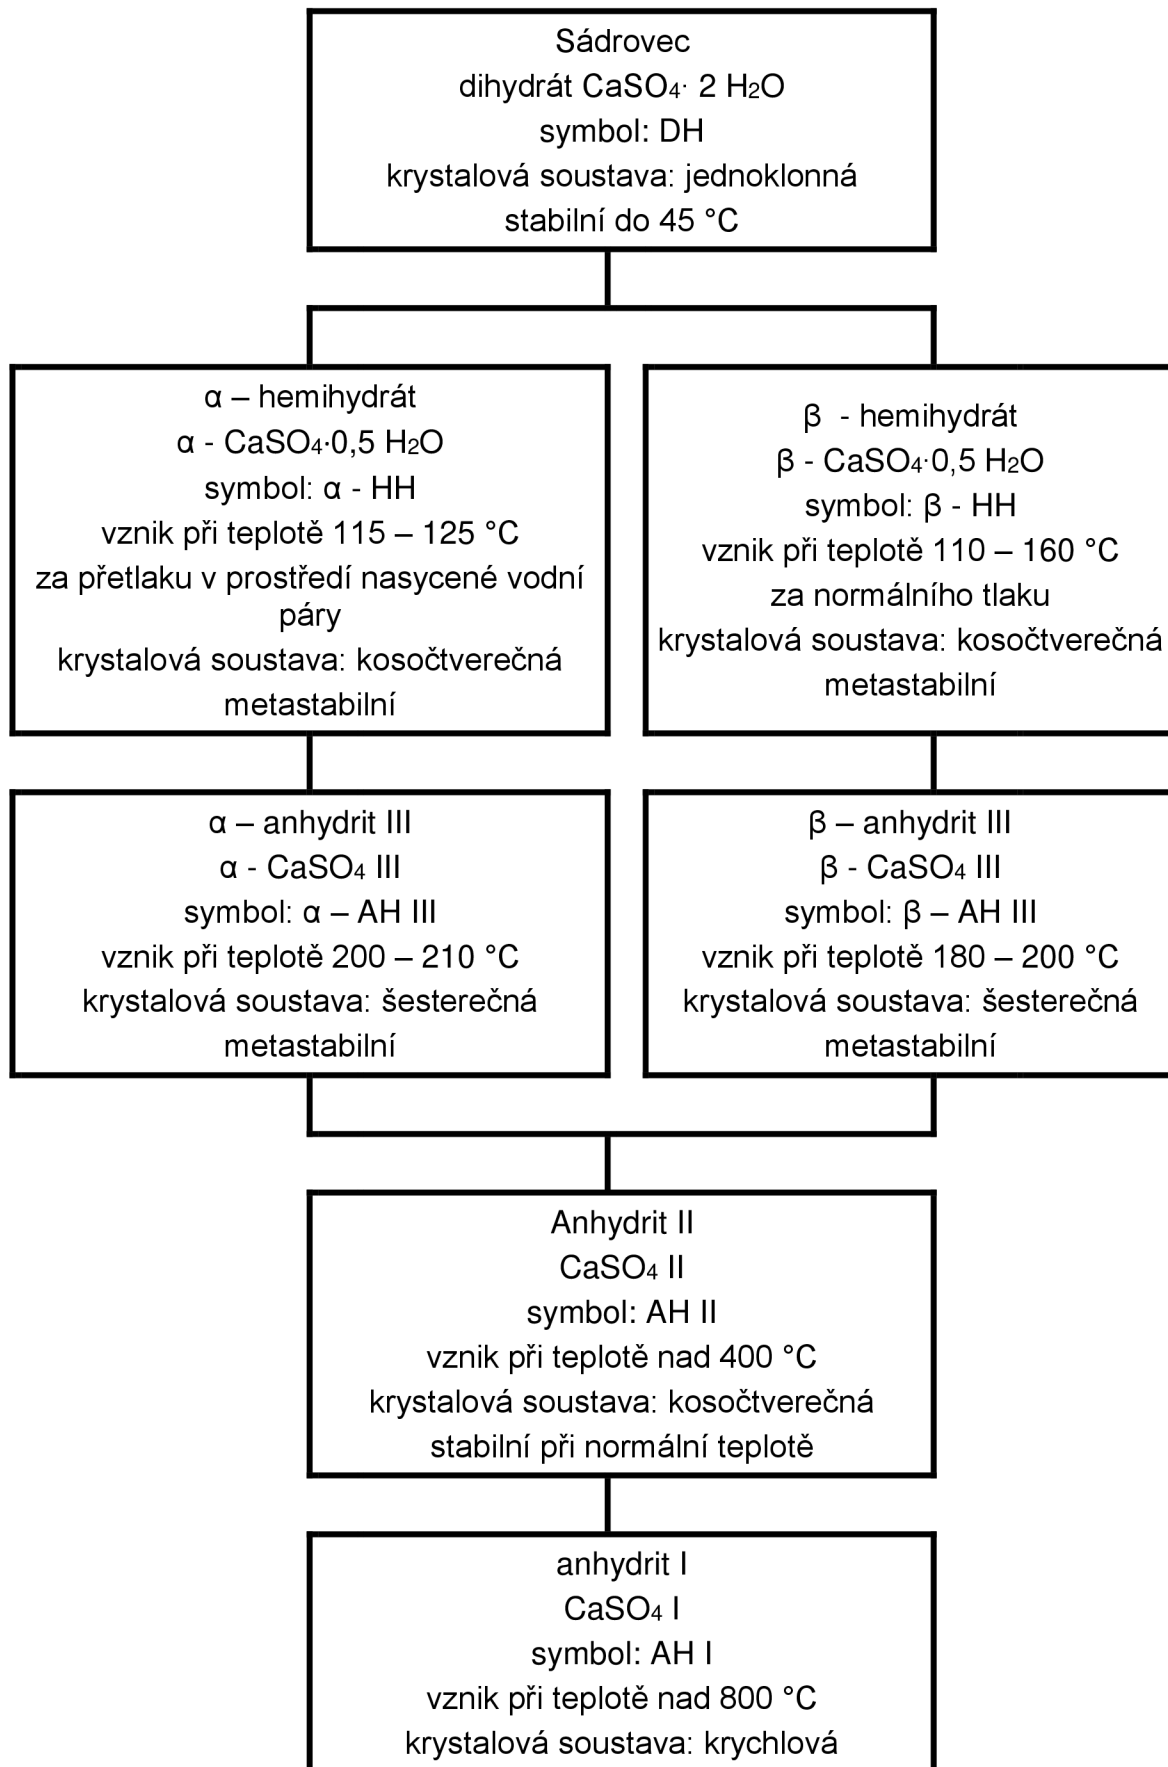 Sádrovec
dihydrát CaSO₄· 2 H₂O
symbol: DH
krystalová soustava: jednoklonná
stabilní do 45 °C
α – hemihydrát
α - CaSO₄·0,5 H₂O
symbol: α - HH
vznik při teplotě 115 – 125 °C
za přetlaku v prostředí nasycené vodní
páry
krystalová soustava: kosočtverečná
metastabilní
β - hemihydrát
β - CaSO₄·0,5 H₂O
symbol: β - HH
vznik při teplotě 110 – 160 °C
za normálního tlaku
krystalová soustava: kosočtverečná
metastabilní
α – anhydrit III
α - CaSO₄ III
symbol: α – AH III
vznik při teplotě 200 – 210 °C
krystalová soustava: šesterečná
metastabilní
β – anhydrit III
β - CaSO₄ III
symbol: β – AH III
vznik při teplotě 180 – 200 °C
krystalová soustava: šesterečná
metastabilní
Anhydrit II
CaSO₄ II
symbol: AH II
vznik při teplotě nad 400 °C
krystalová soustava: kosočtverečná
stabilní při normální teplotě
anhydrit I
CaSO₄ I
symbol: AH I
vznik při teplotě nad 800 °C
krystalová soustava: krychlová